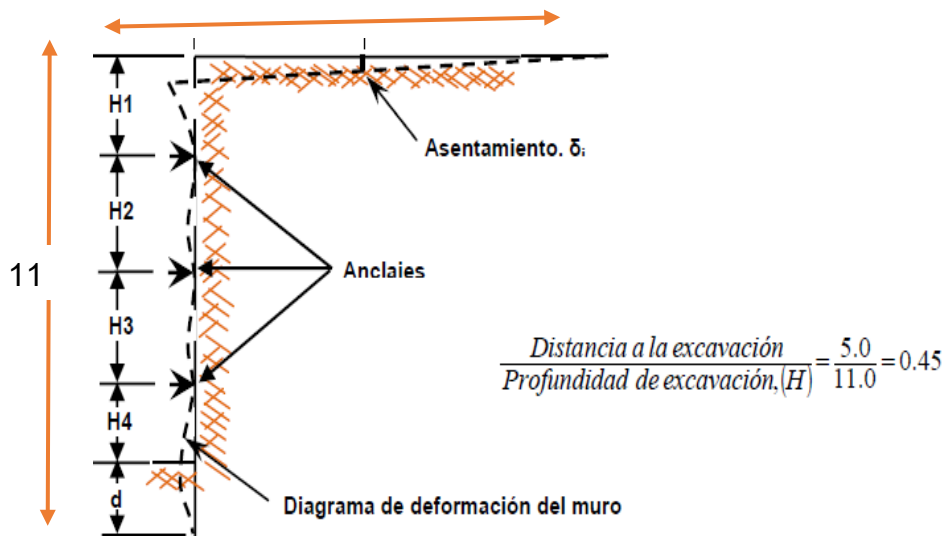 H1
Asentamiento. δi
H2
11
Anclaies
H3
Distancia a la excavación / Profundidad de excavación,(H) = 5.0 / 11.0 = 0.45
H4
d
Diagrama de deformación del muro